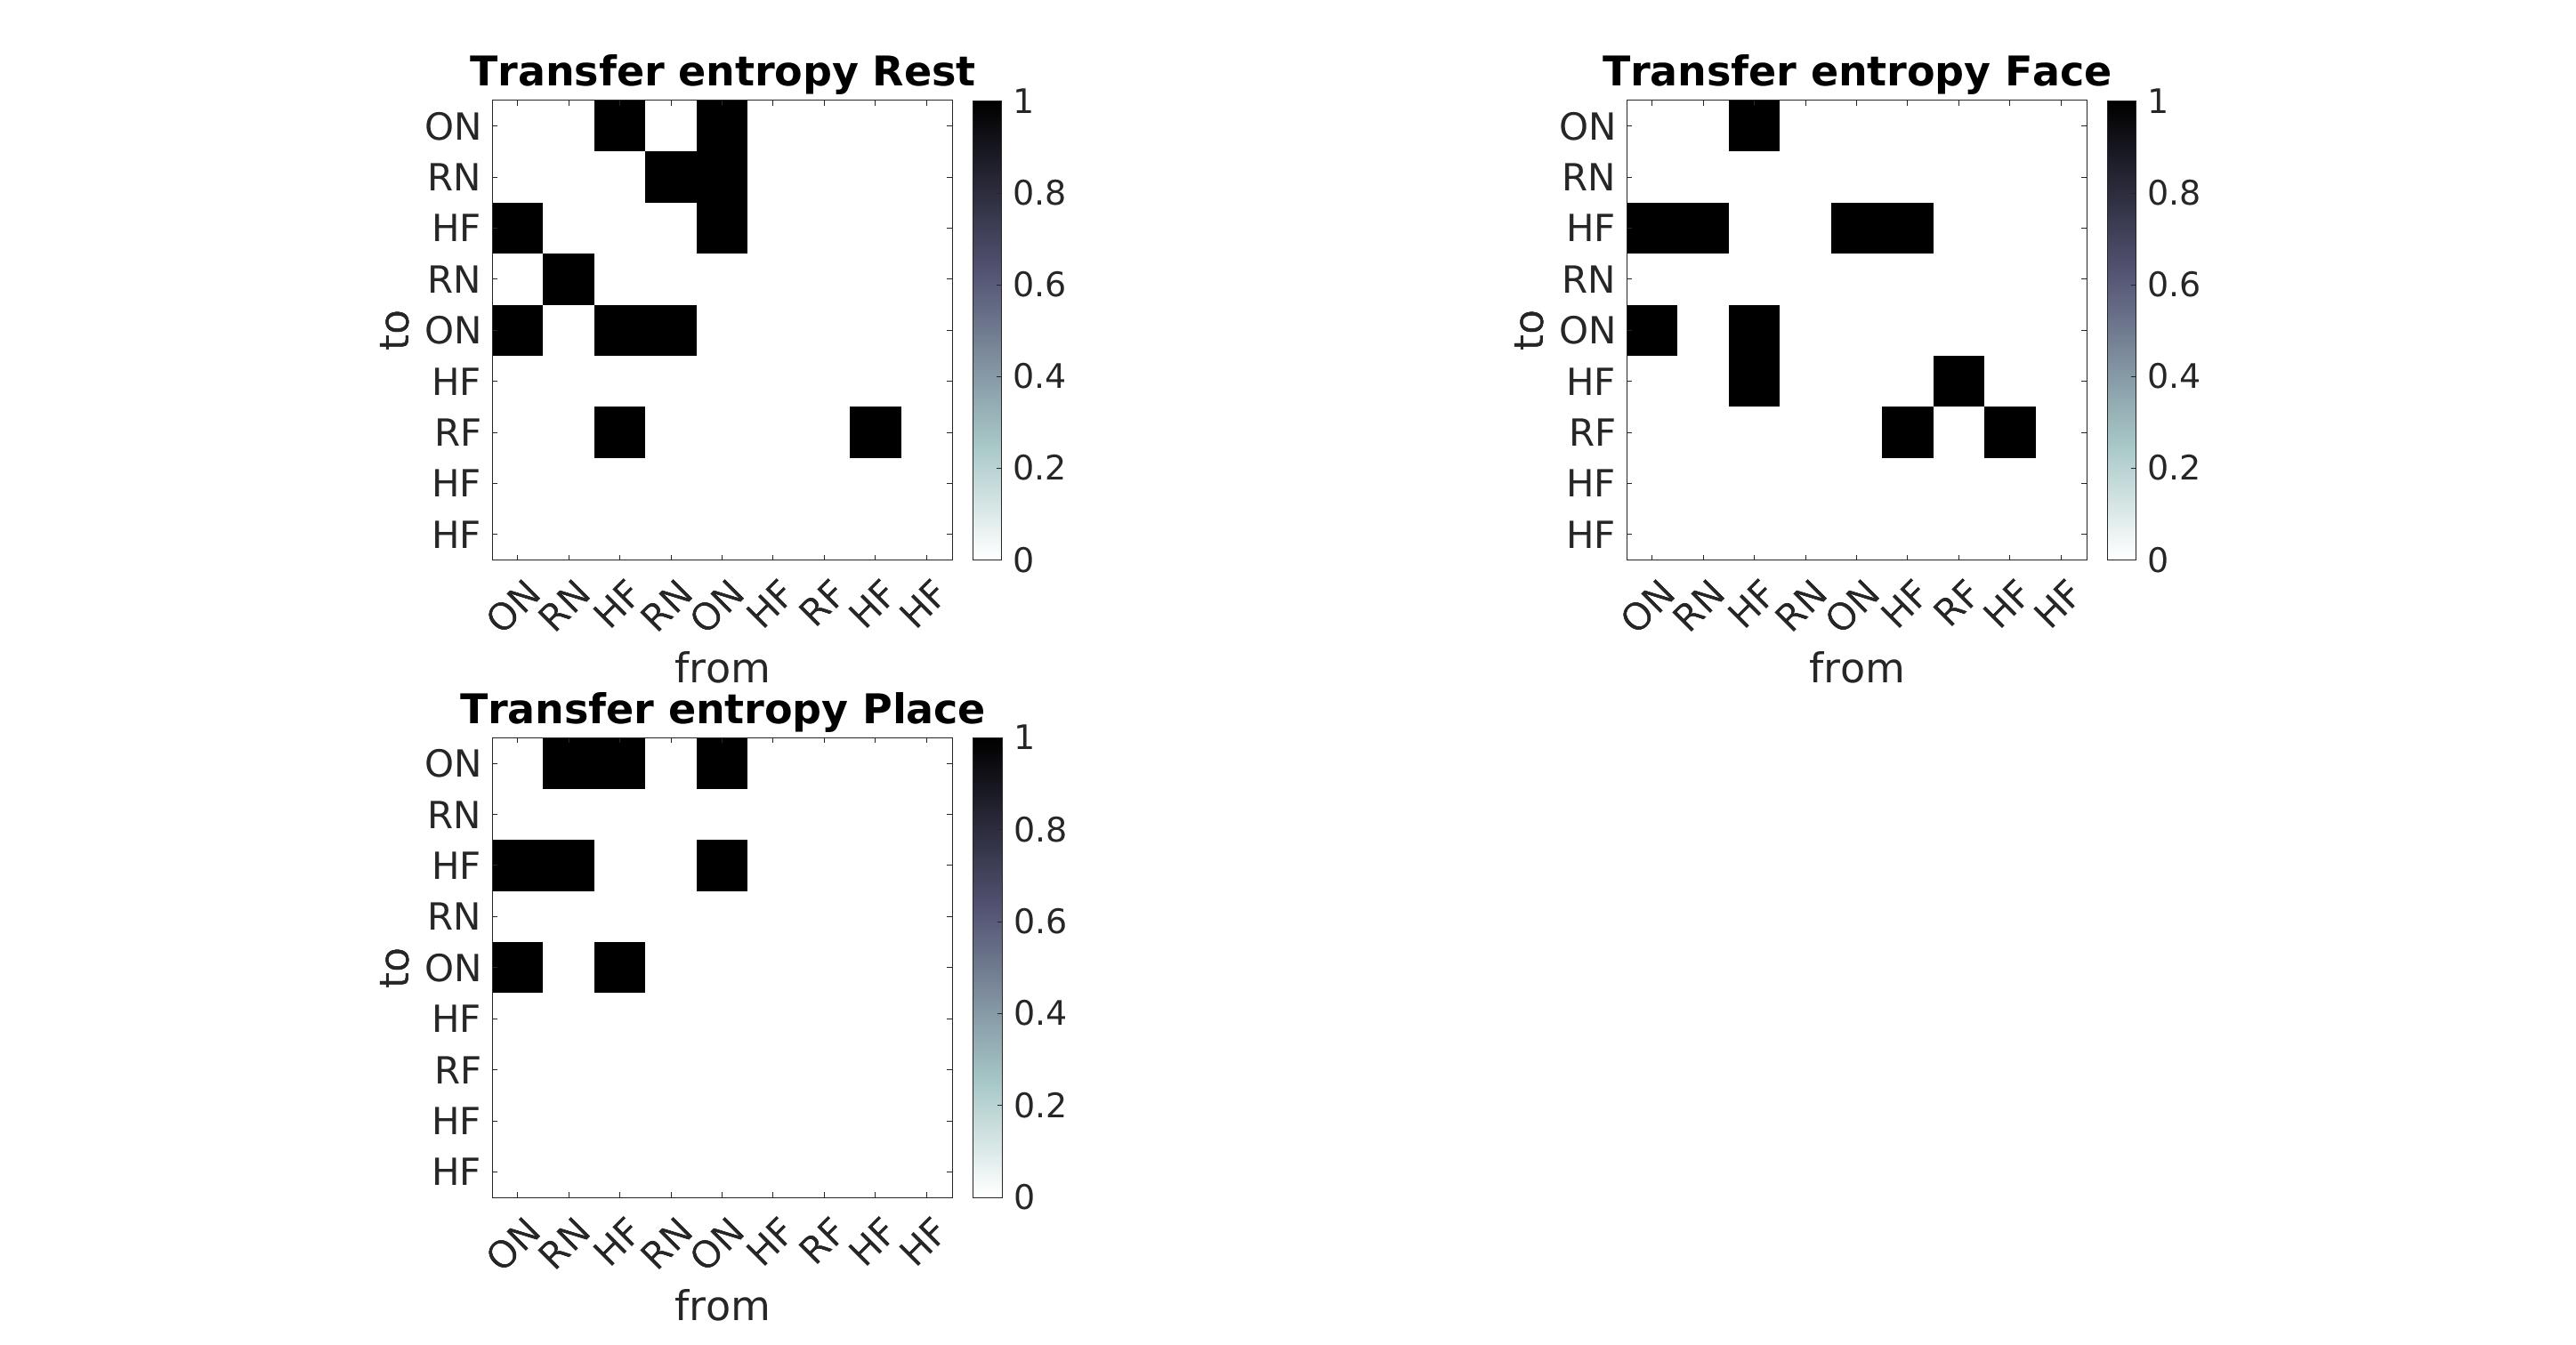 Transfer entropy Rest
ON
RN
HF
RN
ON
HF
RF
HF
HF
to
ON RN HF RN ON HF RF HF HF
from
1
0.8
0.6
0.4
0.2
0
Transfer entropy Face
ON
RN
HF
RN
ON
HF
RF
HF
HF
to
ON RN HF RN ON HF RF HF HF
from
1
0.8
0.6
0.4
0.2
0
Transfer entropy Place
ON
RN
HF
RN
ON
HF
RF
HF
HF
to
ON RN HF RN ON HF RF HF HF
from
1
0.8
0.6
0.4
0.2
0